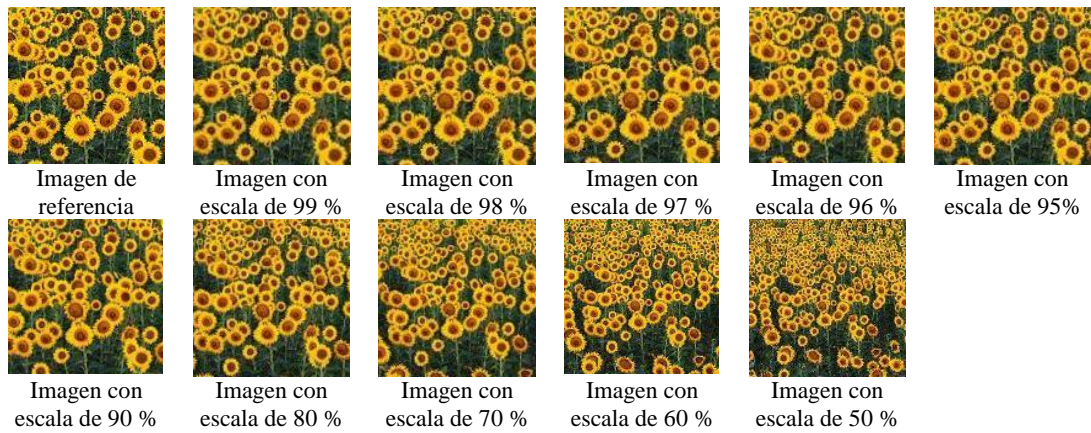 Imagen de
referencia
Imagen con
escala de 99 %
Imagen con
escala de 98 %
Imagen con
escala de 97 %
Imagen con
escala de 96 %
Imagen con
escala de 95%
Imagen con
escala de 90 %
Imagen con
escala de 80 %
Imagen con
escala de 70 %
Imagen con
escala de 60 %
Imagen con
escala de 50 %